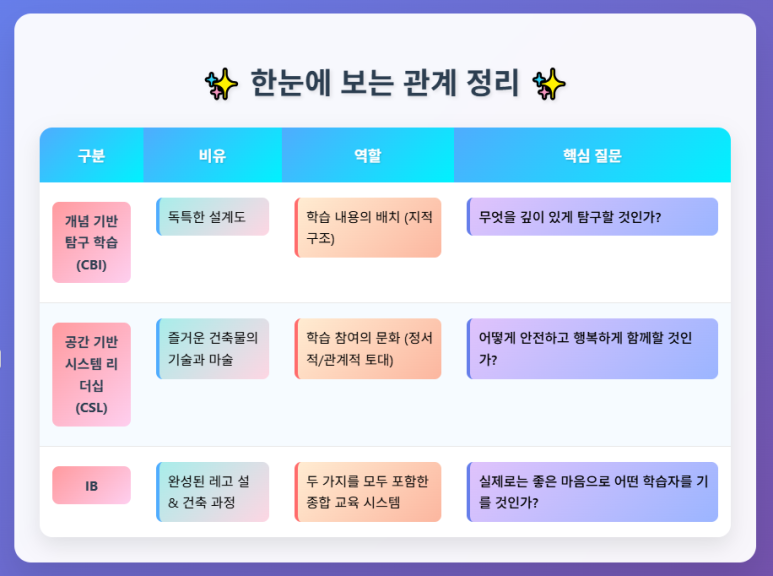 ✨ 한눈에 보는 관계 정리 ✨
구분 비유 역할 핵심 질문
개념 기반
탐구 학습
(CBI)
독특한 설계도
학습 내용의 배치 (지적
구조)
무엇을 깊이 있게 탐구할 것인가?
공간 기반
시스템 리
더십
(CSL)
즐거운 건축물의
기술과 마술
학습 참여의 문화 (정서
적/관계적 토대)
어떻게 안전하고 행복하게 함께할 것인
가?
IB
완성된 레고 설
& 건축 과정
두 가지를 모두 포함한
종합 교육 시스템
실제로는 좋은 마음으로 어떤 학습자를 기
를 것인가?